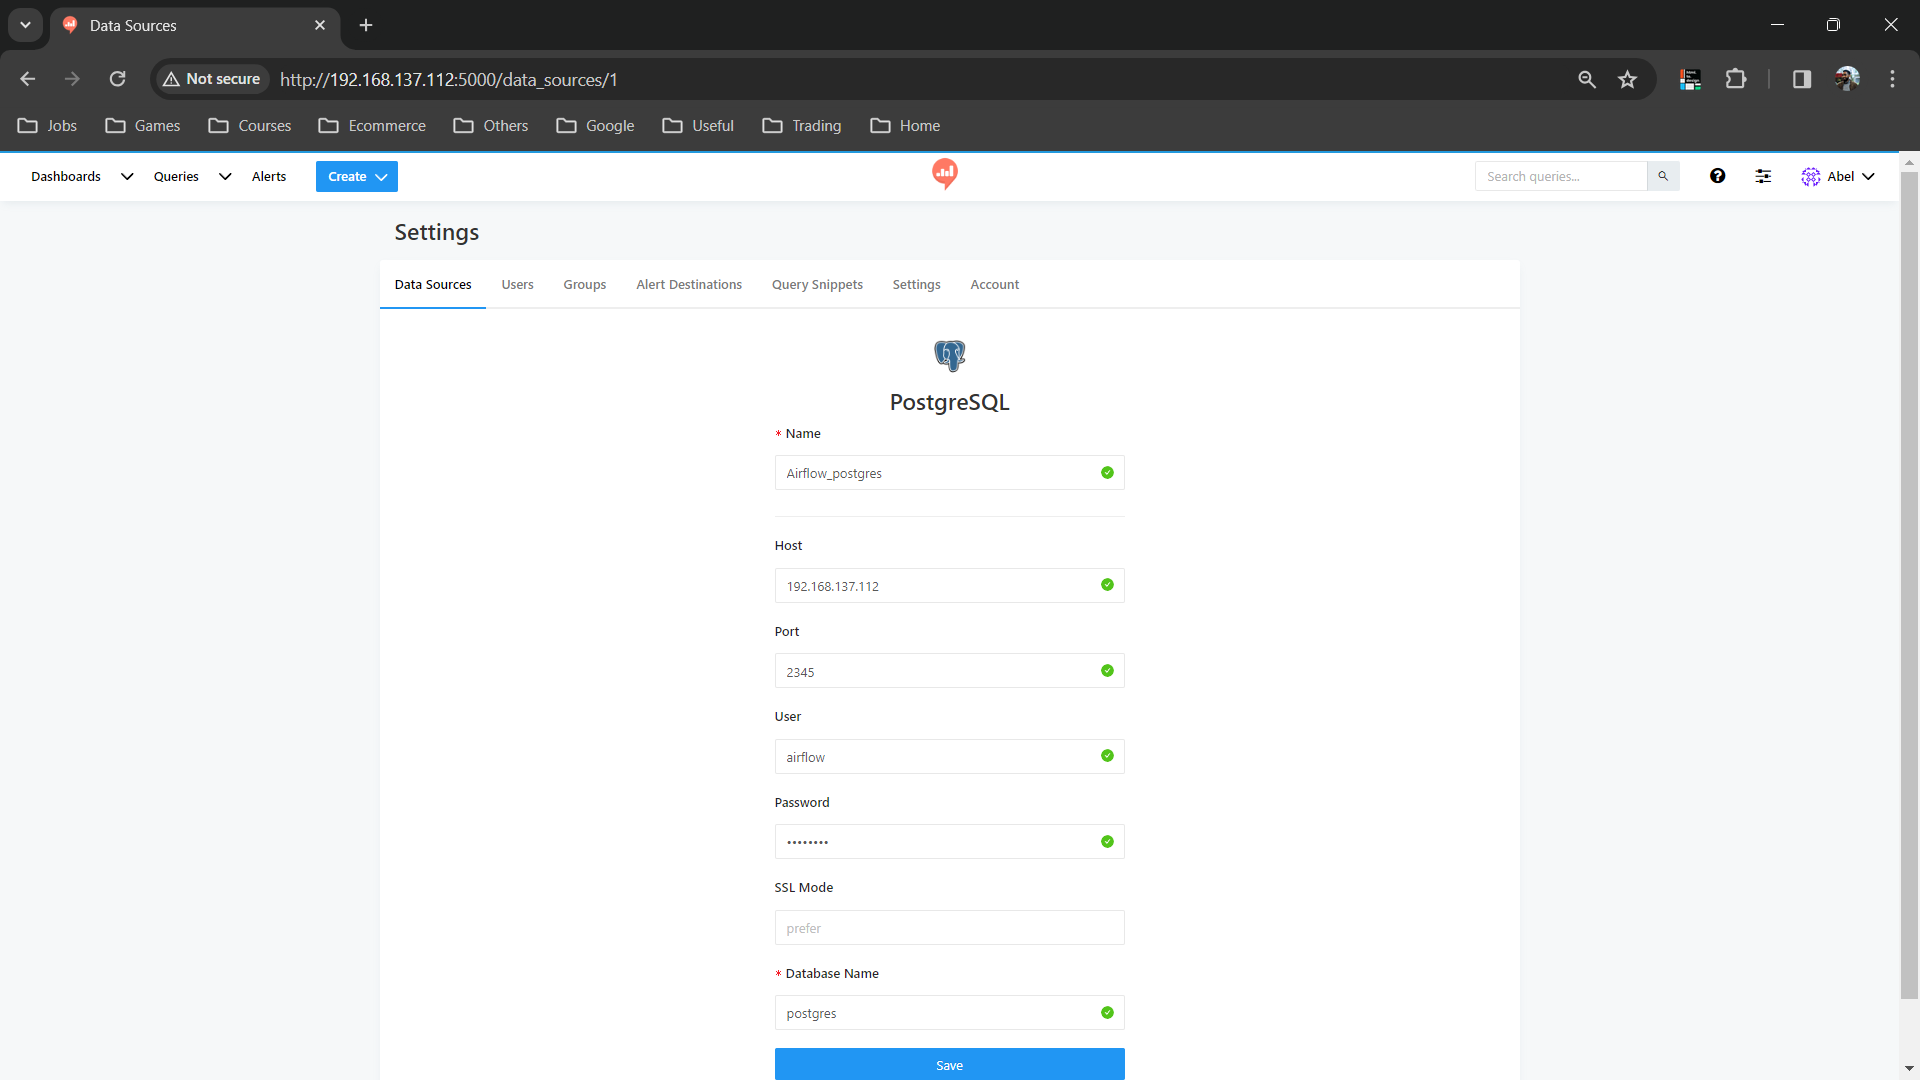 Data Sources
Not secure http://192.168.137.112:5000/data_sources/1
Jobs Games Courses Ecommerce Others Google Useful Trading Home
Dashboards Queries Alerts Create Search queries... Abel
Settings
Data Sources Users Groups Alert Destinations Query Snippets Settings Account
PostgreSQL
* Name
Airflow_postgres
Host
192.168.137.112
Port
2345
User
airflow
Password
••••••••
SSL Mode
prefer
* Database Name
postgres
Save